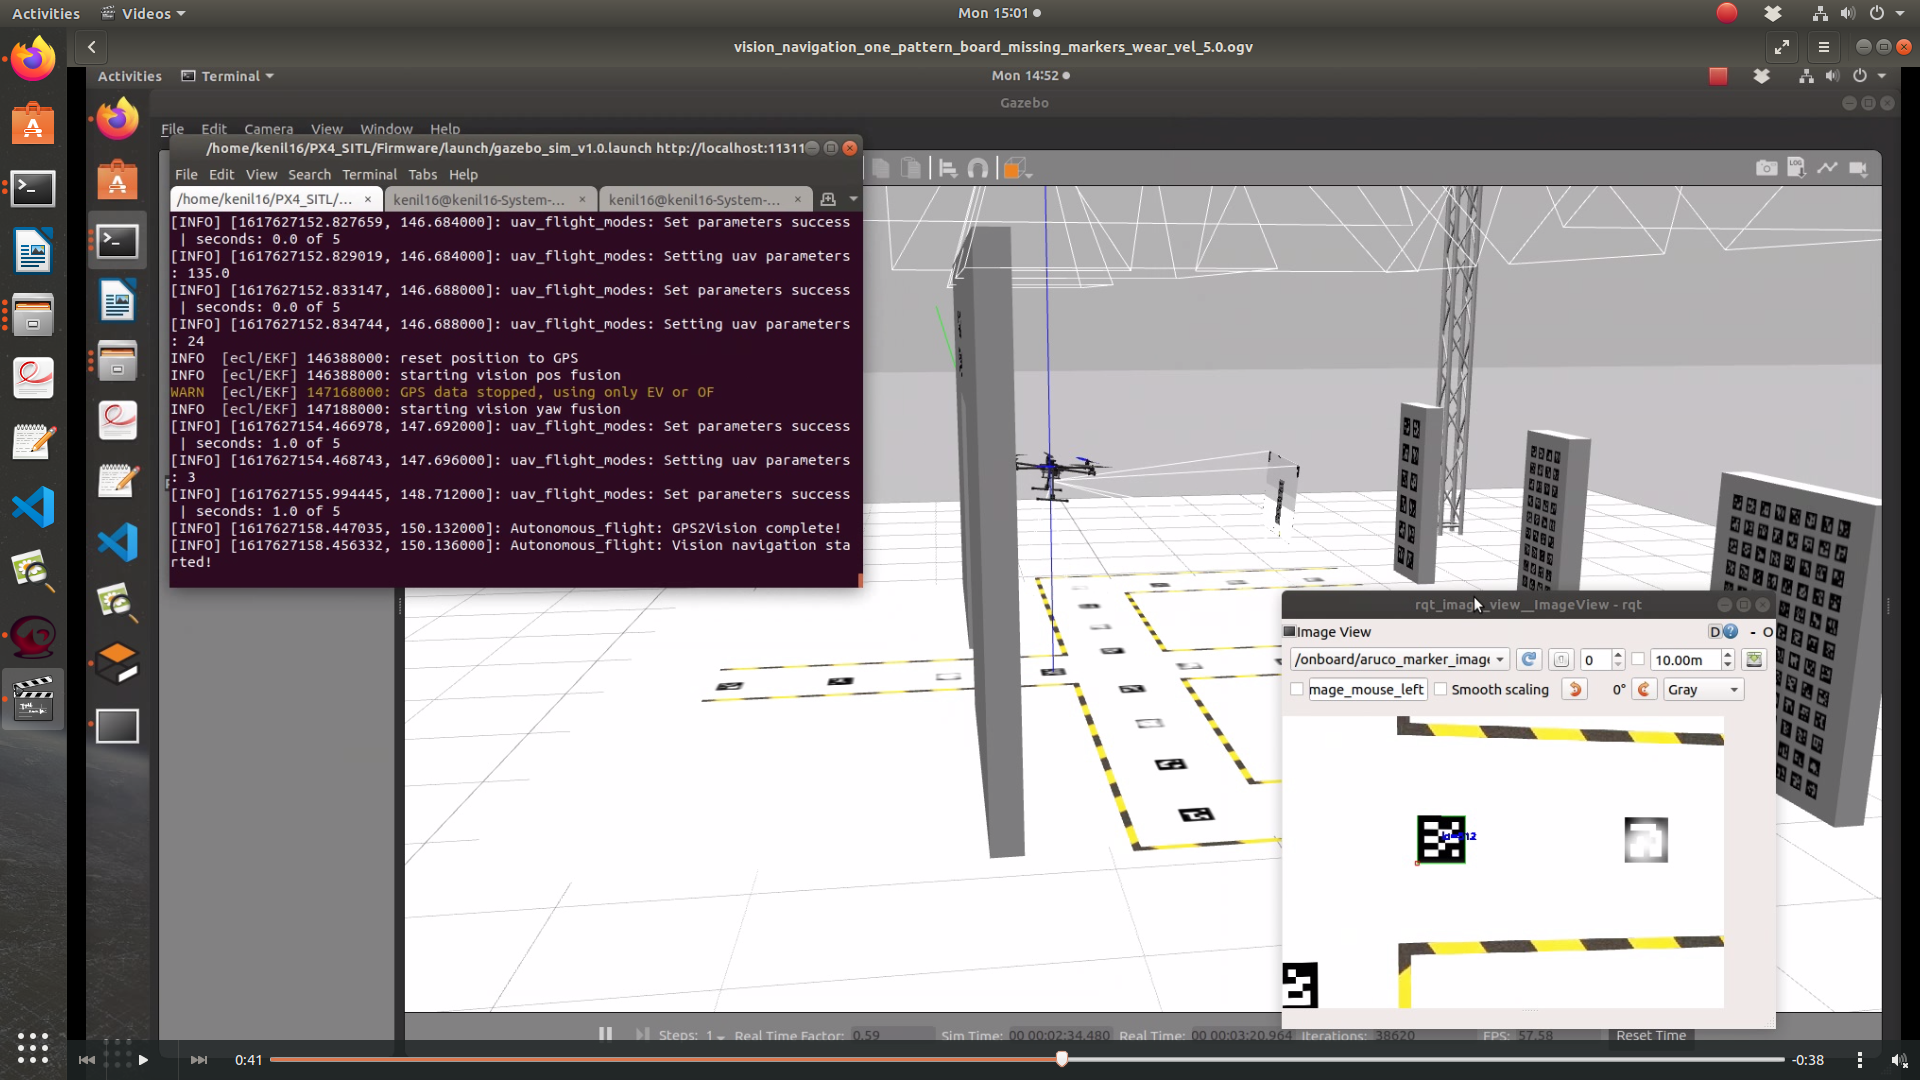 Activities
Videos
Mon 15:01
vision_navigation_one_pattern_board_missing_markers_wear_vel_5.0.ogv
Activities
Terminal
Mon 14:52
Gazebo
File Edit Camera View Window Help
/home/kenil16/PX4_SITL/Firmware/launch/gazebo_sim_v1.0.launch http://localhost:11311
File Edit View Search Terminal Tabs Help
/home/kenil16/PX4_SITL/... ×
kenil16@kenil16-System-... ×
kenil16@kenil16-System-... ×
[INFO] [1617627152.827659, 146.684000]: uav_flight_modes: Set parameters success
| seconds: 0.0 of 5
[INFO] [1617627152.829019, 146.684000]: uav_flight_modes: Setting uav parameters
: 135.0
[INFO] [1617627152.833147, 146.688000]: uav_flight_modes: Set parameters success
| seconds: 0.0 of 5
[INFO] [1617627152.834744, 146.688000]: uav_flight_modes: Setting uav parameters
: 24
INFO [ecl/EKF] 146388000: reset position to GPS
INFO [ecl/EKF] 146388000: starting vision pos fusion
WARN [ecl/EKF] 147168000: GPS data stopped, using only EV or OF
INFO [ecl/EKF] 147188000: starting vision yaw fusion
[INFO] [1617627154.466978, 147.692000]: uav_flight_modes: Set parameters success
| seconds: 1.0 of 5
[INFO] [1617627154.468743, 147.696000]: uav_flight_modes: Setting uav parameters
: 3
[INFO] [1617627155.994445, 148.712000]: uav_flight_modes: Set parameters success
| seconds: 1.0 of 5
[INFO] [1617627158.447035, 150.132000]: Autonomous_flight: GPS2Vision complete!
[INFO] [1617627158.456332, 150.136000]: Autonomous_flight: Vision navigation sta
rted!
LOG
rqt_image_view__ImageView - rqt
Image View
D ? - O
/onboard/aruco_marker_image
0
10.00m
mage_mouse_left
Smooth scaling
0°
Gray
Steps: 1
Real Time Factor: 0.59
Sim Time: 00 00:02:34.480
Real Time: 00 00:03:20.964
Iterations: 38620
FPS: 57.58
Reset Time
0:41
-0:38